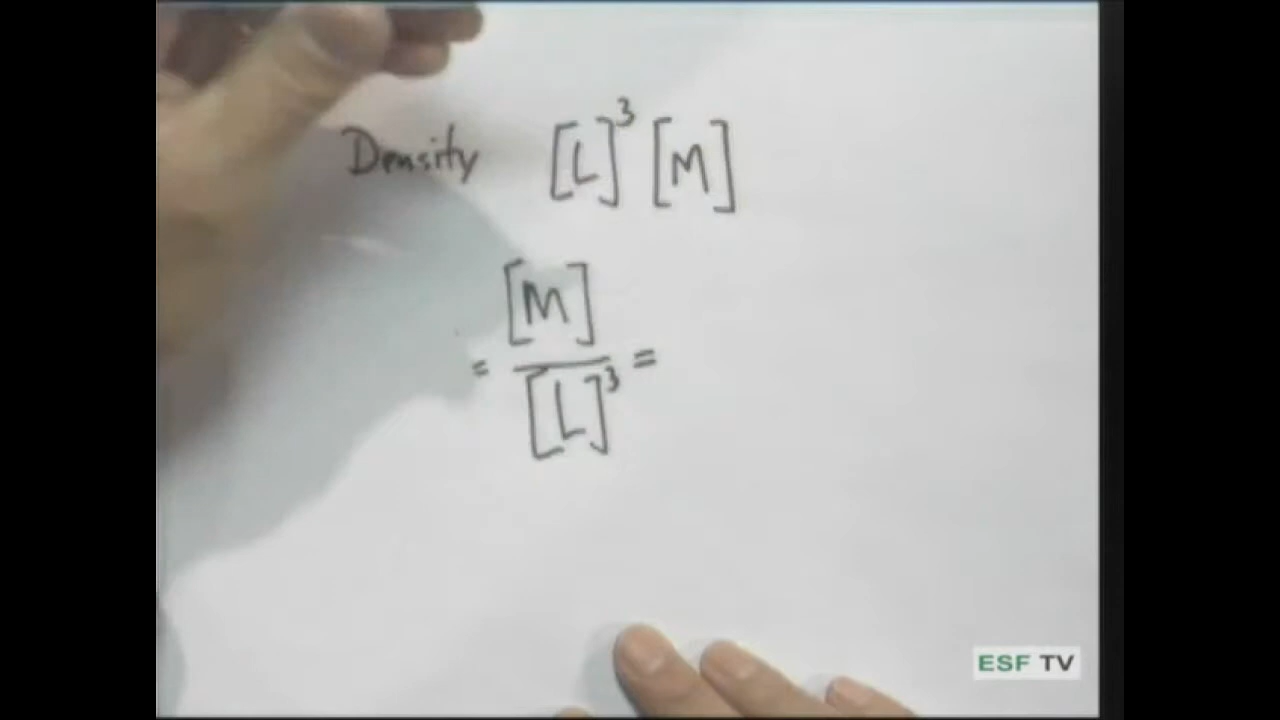 Density [L]³ [M]
= [M] / [L]³ =
ESF TV